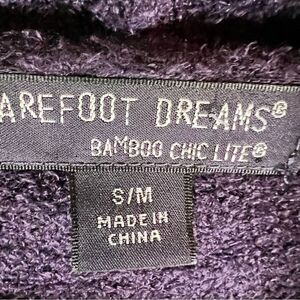 AREFOOT DREAMS®
BAMBOO CHIC LITE®
S/M
MADE IN
CHINA